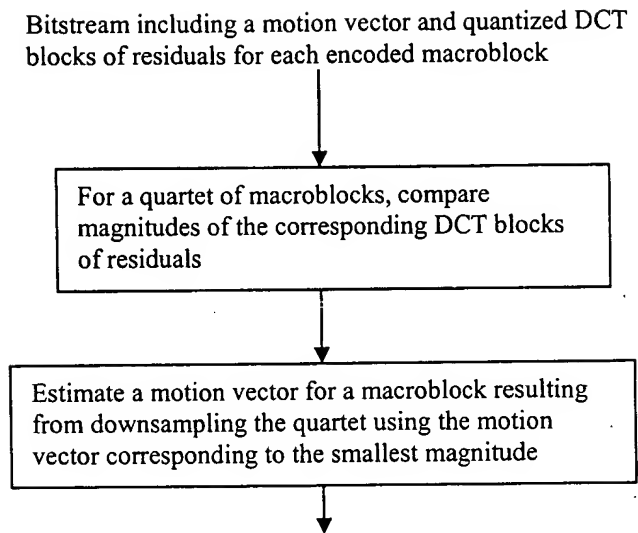 Bitstream including a motion vector and quantized DCT
blocks of residuals for each encoded macroblock
For a quartet of macroblocks, compare
magnitudes of the corresponding DCT blocks
of residuals
Estimate a motion vector for a macroblock resulting
from downsampling the quartet using the motion
vector corresponding to the smallest magnitude